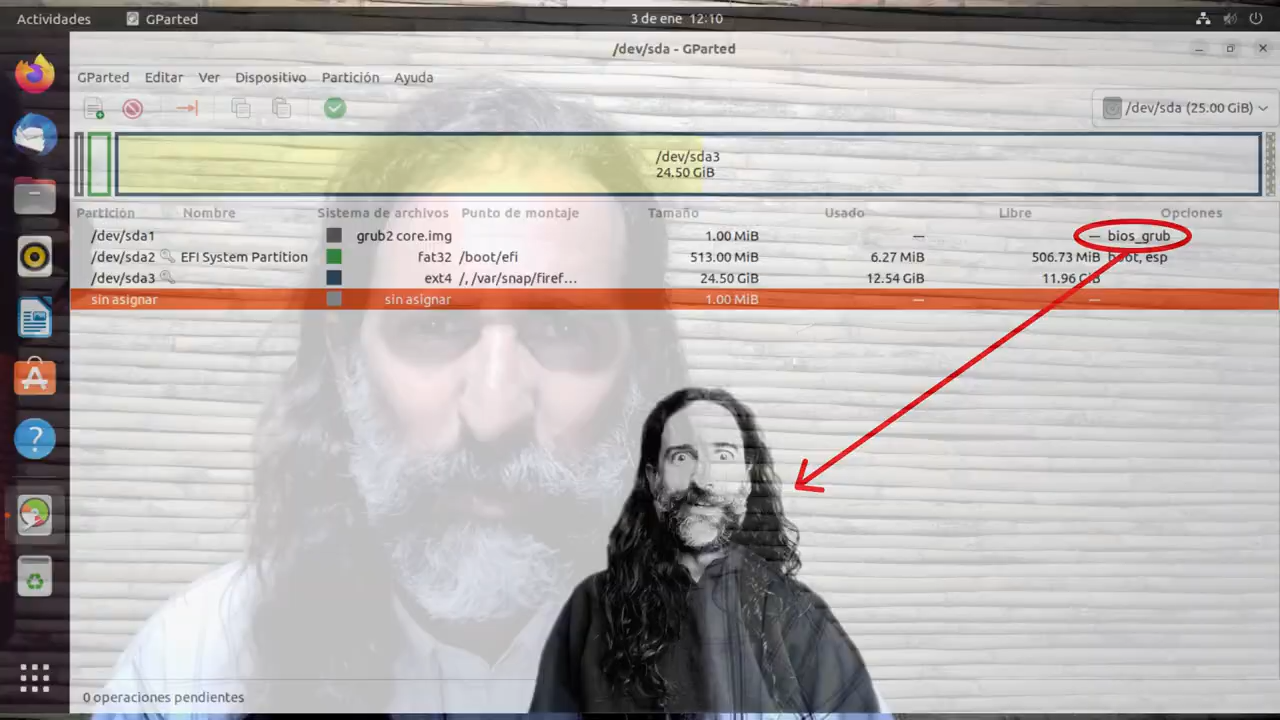 Actividades GParted 3 de ene 12:10
/dev/sda - GParted
GParted Editar Ver Dispositivo Partición Ayuda
/dev/sda (25.00 GiB)
/dev/sda3
24.50 GiB
Partición Nombre Sistema de archivos Punto de montaje Tamaño Usado Libre Opciones
/dev/sda1 grub2 core.img 1.00 MiB — — bios_grub
/dev/sda2 EFI System Partition fat32 /boot/efi 513.00 MiB 6.27 MiB 506.73 MiB boot, esp
/dev/sda3 ext4 /, /var/snap/firef... 24.50 GiB 12.54 GiB 11.96 GiB
sin asignar sin asignar 1.00 MiB — —
0 operaciones pendientes